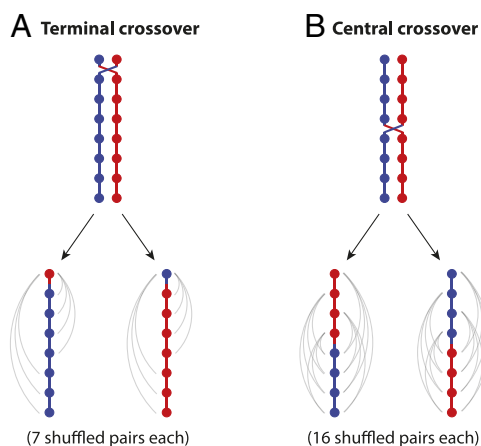 A Terminal crossover
B Central crossover
(7 shuffled pairs each)
(16 shuffled pairs each)